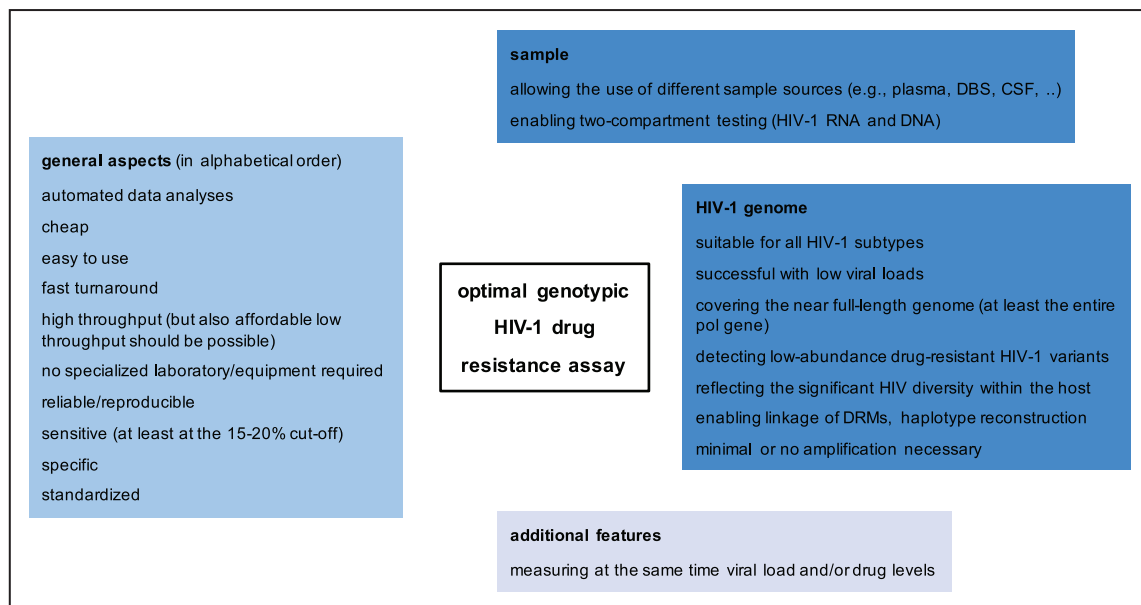 sample
allowing the use of different sample sources (e.g., plasma, DBS, CSF, ..)
enabling two-compartment testing (HIV-1 RNA and DNA)
general aspects (in alphabetical order)
automated data analyses
cheap
easy to use
fast turnaround
high throughput (but also affordable low
throughput should be possible)
no specialized laboratory/equipment required
reliable/reproducible
sensitive (at least at the 15-20% cut-off)
specific
standardized
optimal genotypic
HIV-1 drug
resistance assay
HIV-1 genome
suitable for all HIV-1 subtypes
successful with low viral loads
covering the near full-length genome (at least the entire
pol gene)
detecting low-abundance drug-resistant HIV-1 variants
reflecting the significant HIV diversity within the host
enabling linkage of DRMs, haplotype reconstruction
minimal or no amplification necessary
additional features
measuring at the same time viral load and/or drug levels